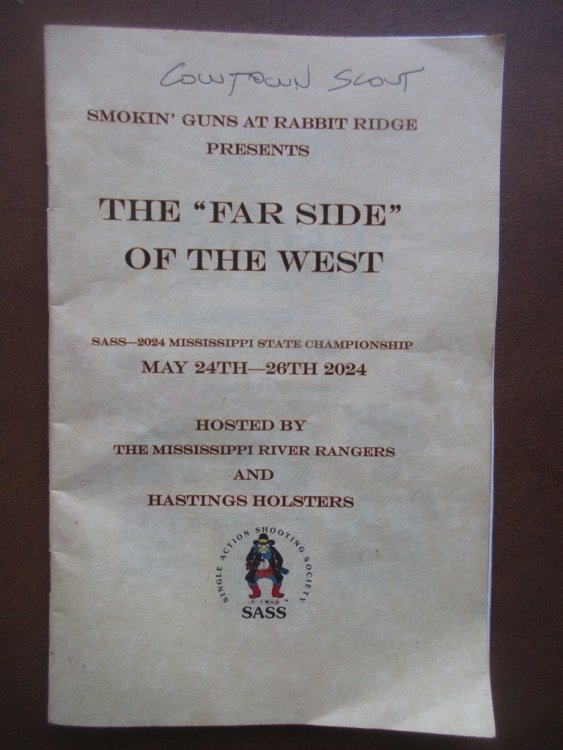 COWTOWN SCOUT
SMOKIN' GUNS AT RABBIT RIDGE
PRESENTS
THE "FAR SIDE"
OF THE WEST
SASS—2024 MISSISSIPPI STATE CHAMPIONSHIP
MAY 24TH—26TH 2024
HOSTED BY
THE MISSISSIPPI RIVER RANGERS
AND
HASTINGS HOLSTERS
SINGLE ACTION SHOOTING SOCIETY
SASS